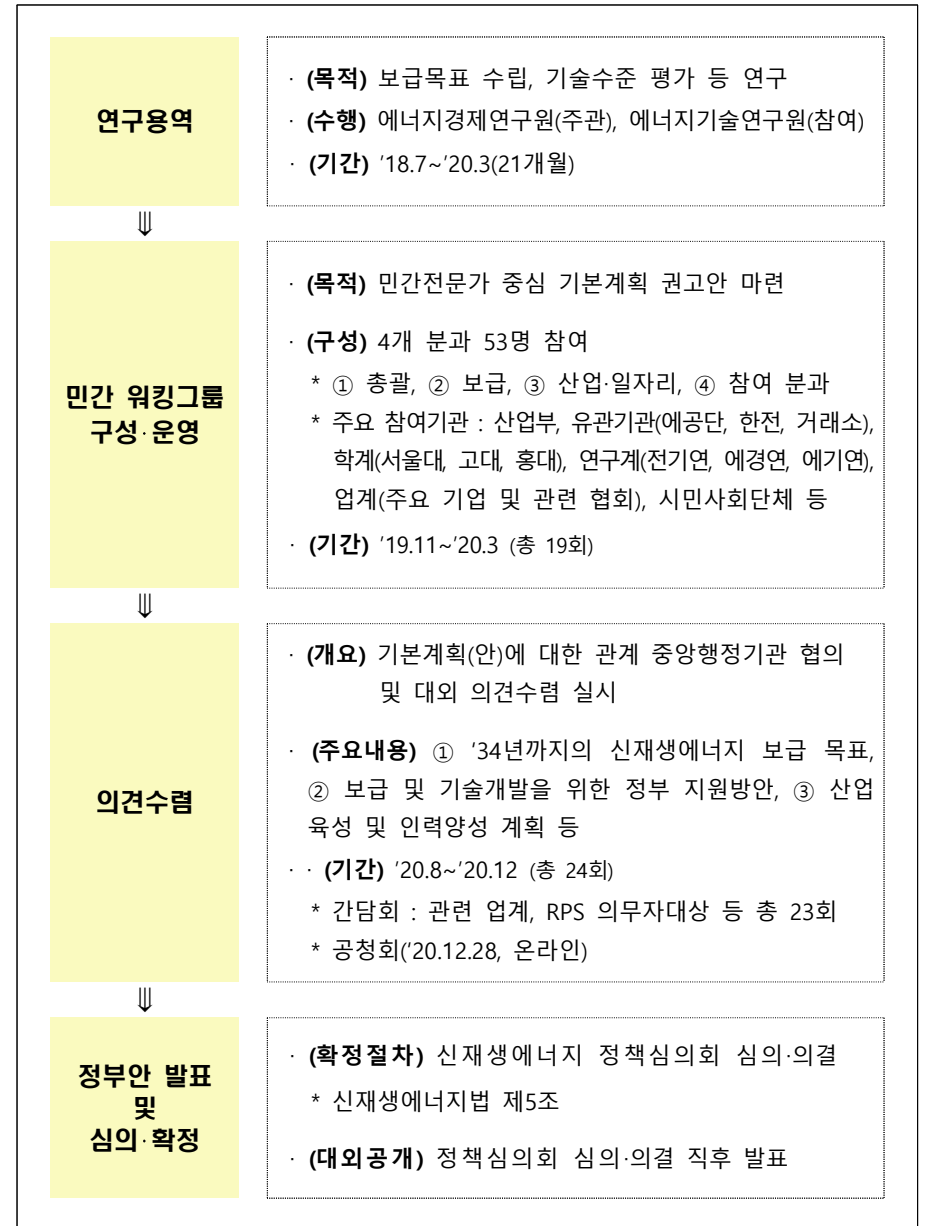 연구용역
· (목적) 보급목표 수립, 기술수준 평가 등 연구
· (수행) 에너지경제연구원(주관), 에너지기술연구원(참여)
· (기간) '18.7~'20.3(21개월)
⇓
민간 워킹그룹
구성·운영
· (목적) 민간전문가 중심 기본계획 권고안 마련
· (구성) 4개 분과 53명 참여
* ① 총괄, ② 보급, ③ 산업·일자리, ④ 참여 분과
* 주요 참여기관 : 산업부, 유관기관(에공단, 한전, 거래소),
학계(서울대, 고대, 홍대), 연구계(전기연, 에경연, 에기연),
업계(주요 기업 및 관련 협회), 시민사회단체 등
· (기간) '19.11~'20.3 (총 19회)
⇓
의견수렴
· (개요) 기본계획(안)에 대한 관계 중앙행정기관 협의
및 대외 의견수렴 실시
· (주요내용) ① '34년까지의 신재생에너지 보급 목표,
② 보급 및 기술개발을 위한 정부 지원방안, ③ 산업
육성 및 인력양성 계획 등
· · (기간) '20.8~'20.12 (총 24회)
* 간담회 : 관련 업계, RPS 의무자대상 등 총 23회
* 공청회('20.12.28, 온라인)
⇓
정부안 발표
및
심의·확정
· (확정절차) 신재생에너지 정책심의회 심의·의결
* 신재생에너지법 제5조
· (대외공개) 정책심의회 심의·의결 직후 발표